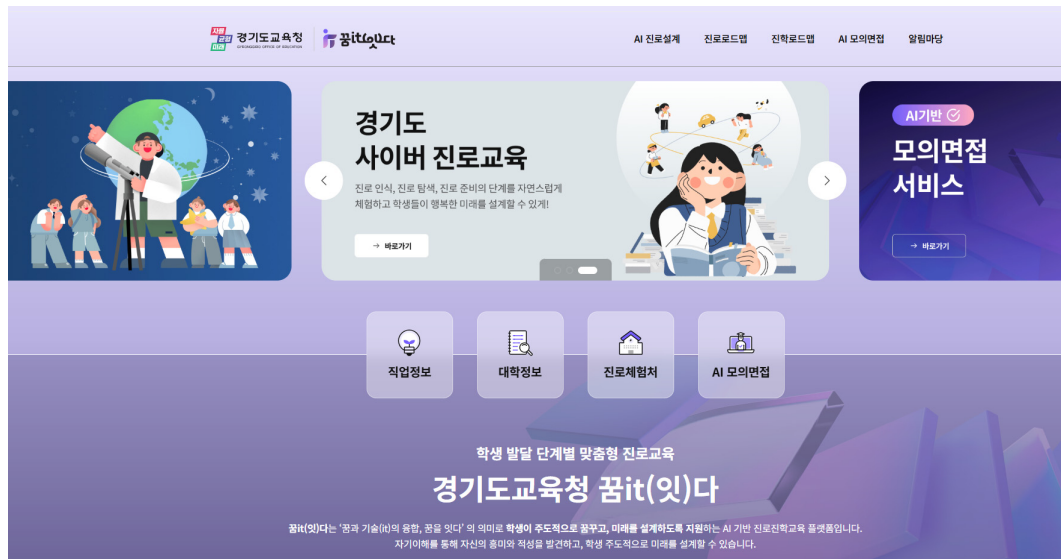 자율
균형
미래
경기도교육청
GYEONGGIDO OFFICE OF EDUCATION
꿈it(잇)다
AI 진로설계
진로로드맵
진학로드맵
AI 모의면접
알림마당
경기도
사이버 진로교육
진로 인식, 진로 탐색, 진로 준비의 단계를 자연스럽게
체험하고 학생들이 행복한 미래를 설계할 수 있게!
→ 바로가기
AI기반
모의면접
서비스
→ 바로가기
직업정보
대학정보
진로체험처
AI 모의면접
학생 발달 단계별 맞춤형 진로교육
경기도교육청 꿈it(잇)다
꿈it(잇)다는 ‘꿈과 기술(it)의 융합, 꿈을 잇다’ 의 의미로 학생이 주도적으로 꿈꾸고, 미래를 설계하도록 지원하는 AI 기반 진로진학교육 플랫폼입니다.
자기이해를 통해 자신의 흥미와 적성을 발견하고, 학생 주도적으로 미래를 설계할 수 있습니다.